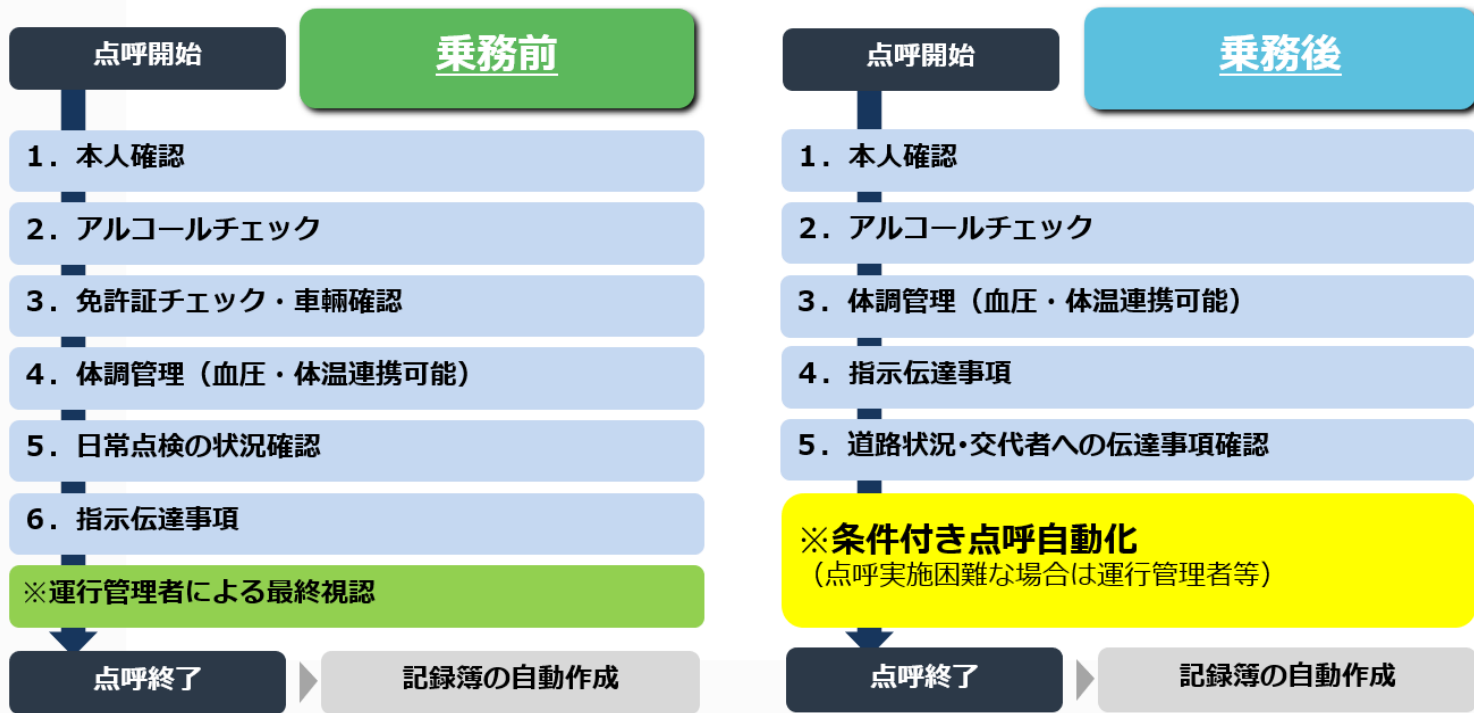 点呼開始
乗務前
1．本人確認
2．アルコールチェック
3．免許証チェック・車輌確認
4．体調管理（血圧・体温連携可能）
5．日常点検の状況確認
6．指示伝達事項
※運行管理者による最終視認
点呼終了
記録簿の自動作成
点呼開始
乗務後
1．本人確認
2．アルコールチェック
3．体調管理（血圧・体温連携可能）
4．指示伝達事項
5．道路状況･交代者への伝達事項確認
※条件付き点呼自動化
（点呼実施困難な場合は運行管理者等）
点呼終了
記録簿の自動作成